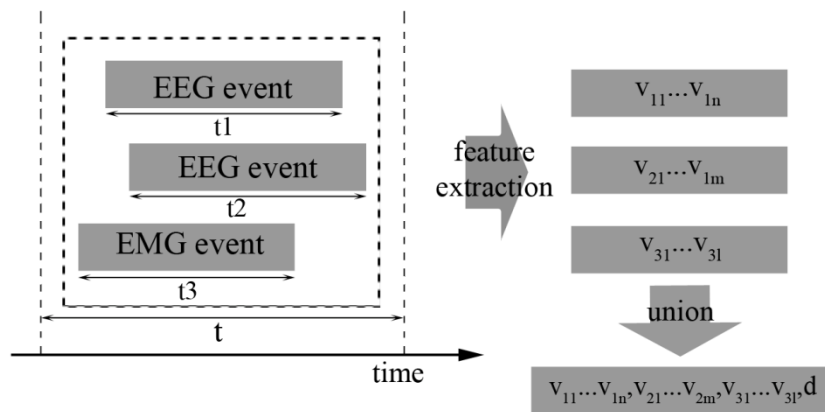 EEG event
t1
EEG event
t2
EMG event
t3
t
time
feature
extraction
v₁₁...v₁ₙ
v₂₁...v₁ₘ
v₃₁...v₃ₗ
union
v₁₁...v₁ₙ,v₂₁...v₂ₘ,v₃₁...v₃ₗ,d